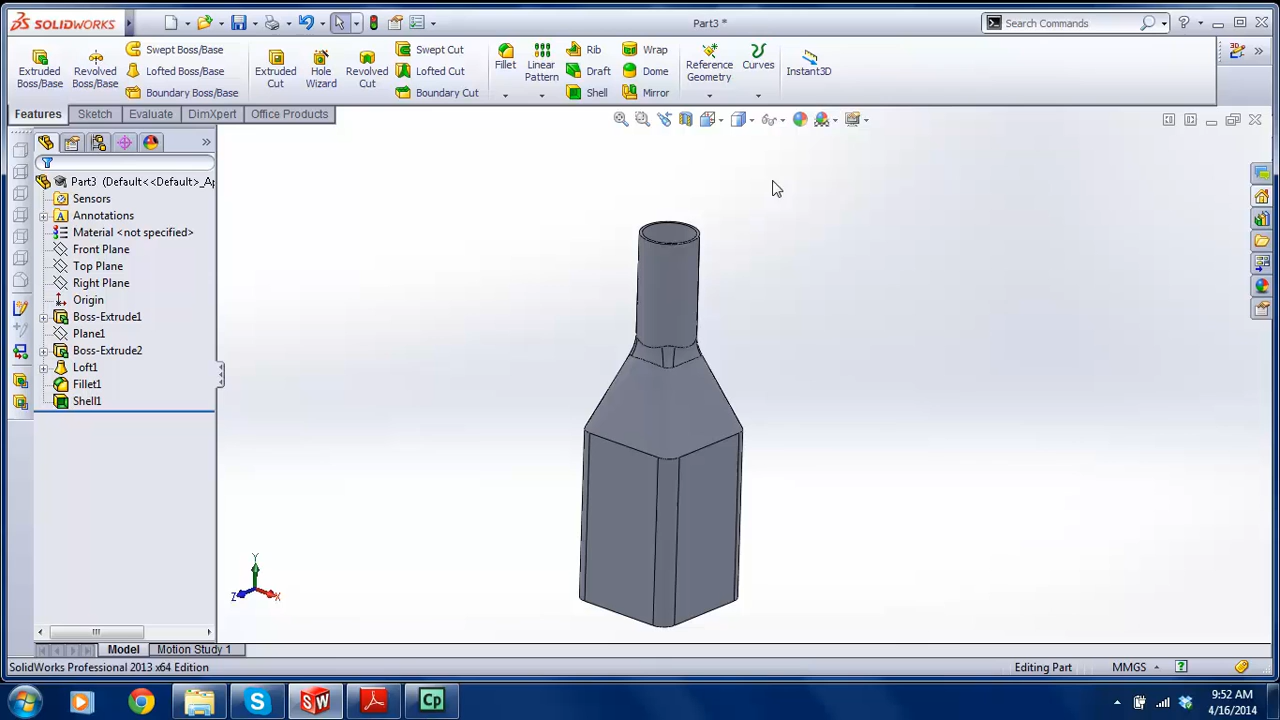 SOLIDWORKS
Part3 *
Search Commands
Extruded Boss/Base
Revolved Boss/Base
Swept Boss/Base
Lofted Boss/Base
Boundary Boss/Base
Extruded Cut
Hole Wizard
Revolved Cut
Swept Cut
Lofted Cut
Boundary Cut
Fillet
Linear Pattern
Rib
Draft
Shell
Wrap
Dome
Mirror
Reference Geometry
Curves
Instant3D
Features
Sketch
Evaluate
DimXpert
Office Products
Part3 (Default<<Default>_Ap
Sensors
Annotations
Material <not specified>
Front Plane
Top Plane
Right Plane
Origin
Boss-Extrude1
Plane1
Boss-Extrude2
Loft1
Fillet1
Shell1
Y
Z
X
Model
Motion Study 1
SolidWorks Professional 2013 x64 Edition
Editing Part
MMGS
9:52 AM
4/16/2014